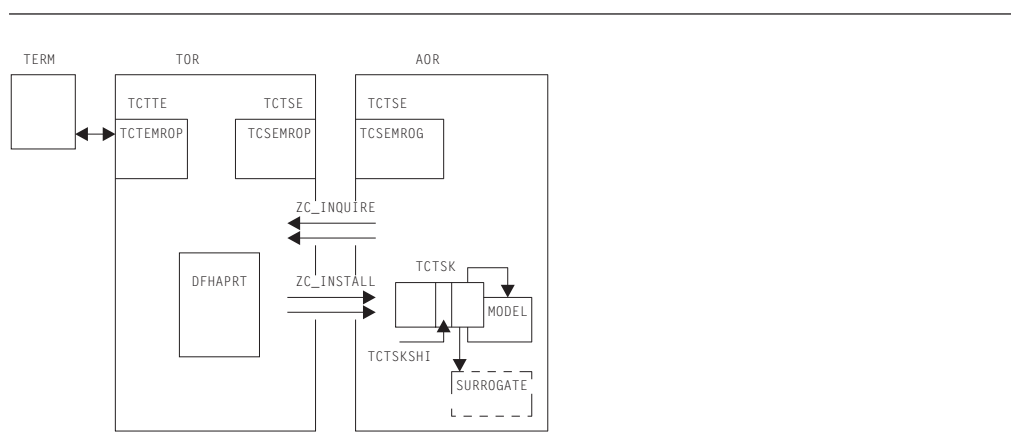 TERM TOR AOR
TCTTE TCTSE TCTSE
TCTEMROP TCSEMROP TCSEMROG
ZC_INQUIRE
TCTSK
DFHAPRT ZC_INSTALL
MODEL
TCTSKSHI
SURROGATE